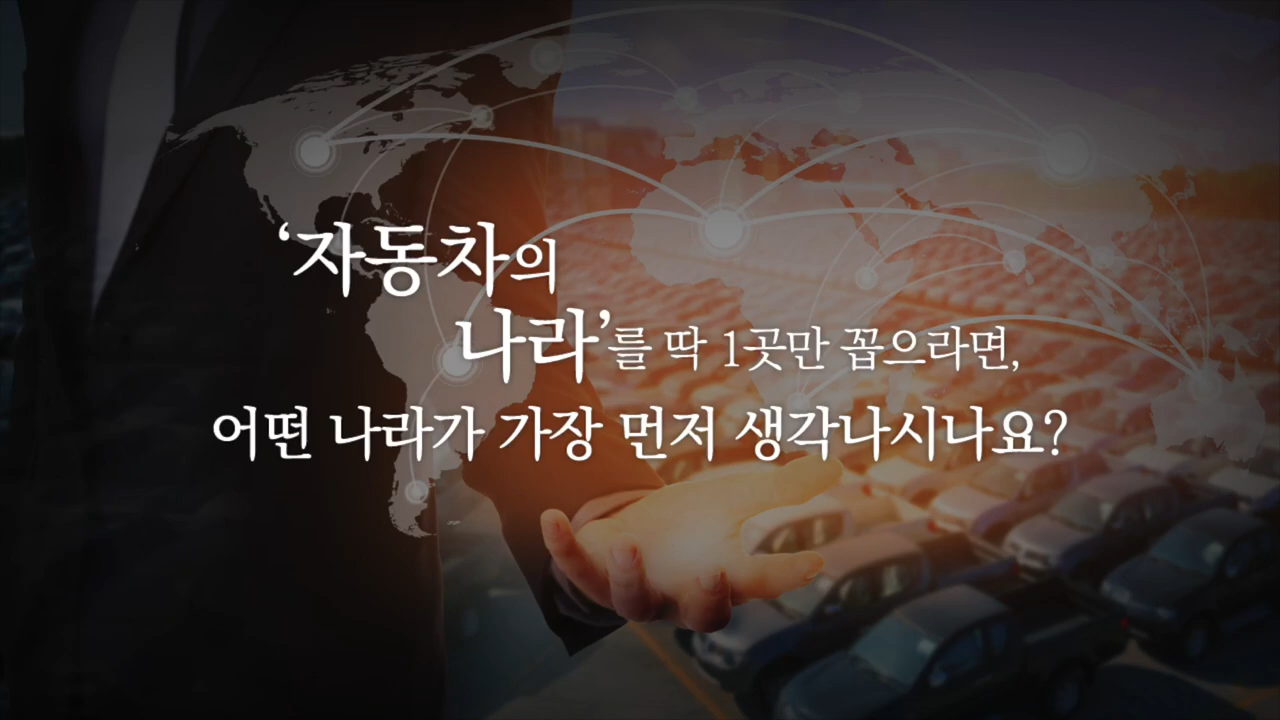 ‘자동차의
나라’를 딱 1곳만 꼽으라면,
어떤 나라가 가장 먼저 생각나시나요?